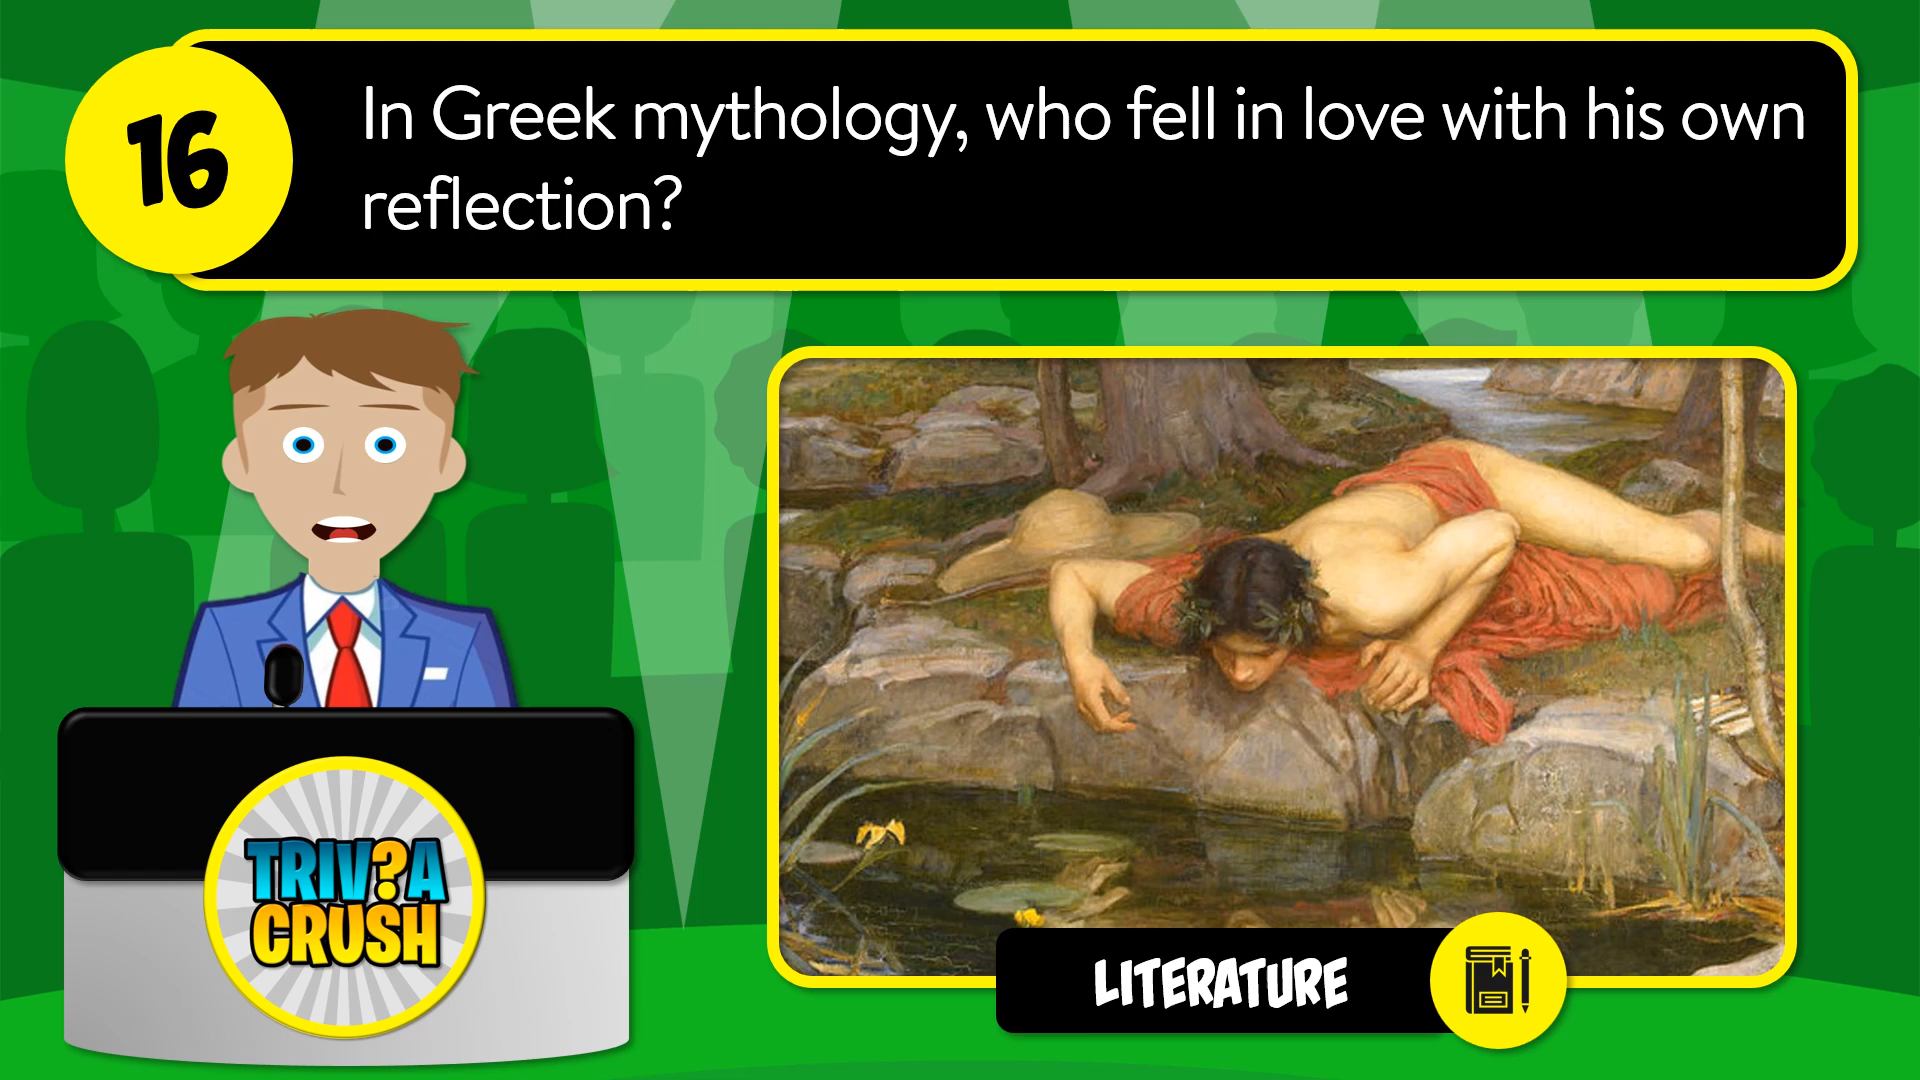 16
In Greek mythology, who fell in love with his own
reflection?
TRIV?A
CRUSH
LITERATURE